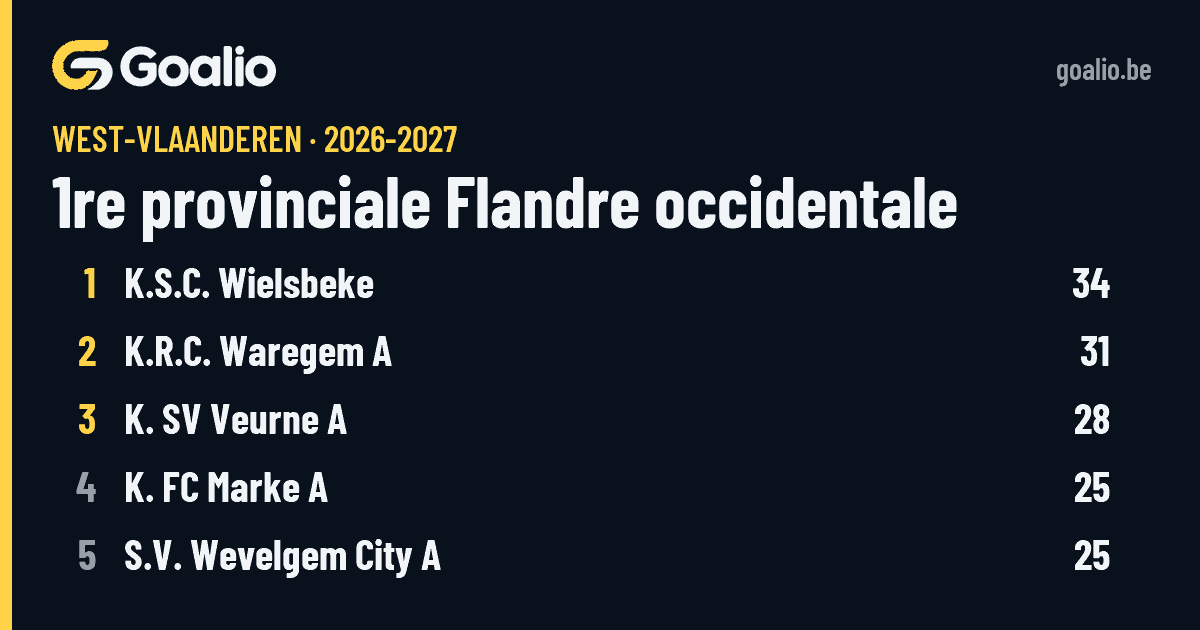 Goalio
goalio.be
WEST-VLAANDEREN · 2026-2027
1re provinciale Flandre occidentale
1 K.S.C. Wielsbeke 34
2 K.R.C. Waregem A 31
3 K. SV Veurne A 28
4 K. FC Marke A 25
5 S.V. Wevelgem City A 25